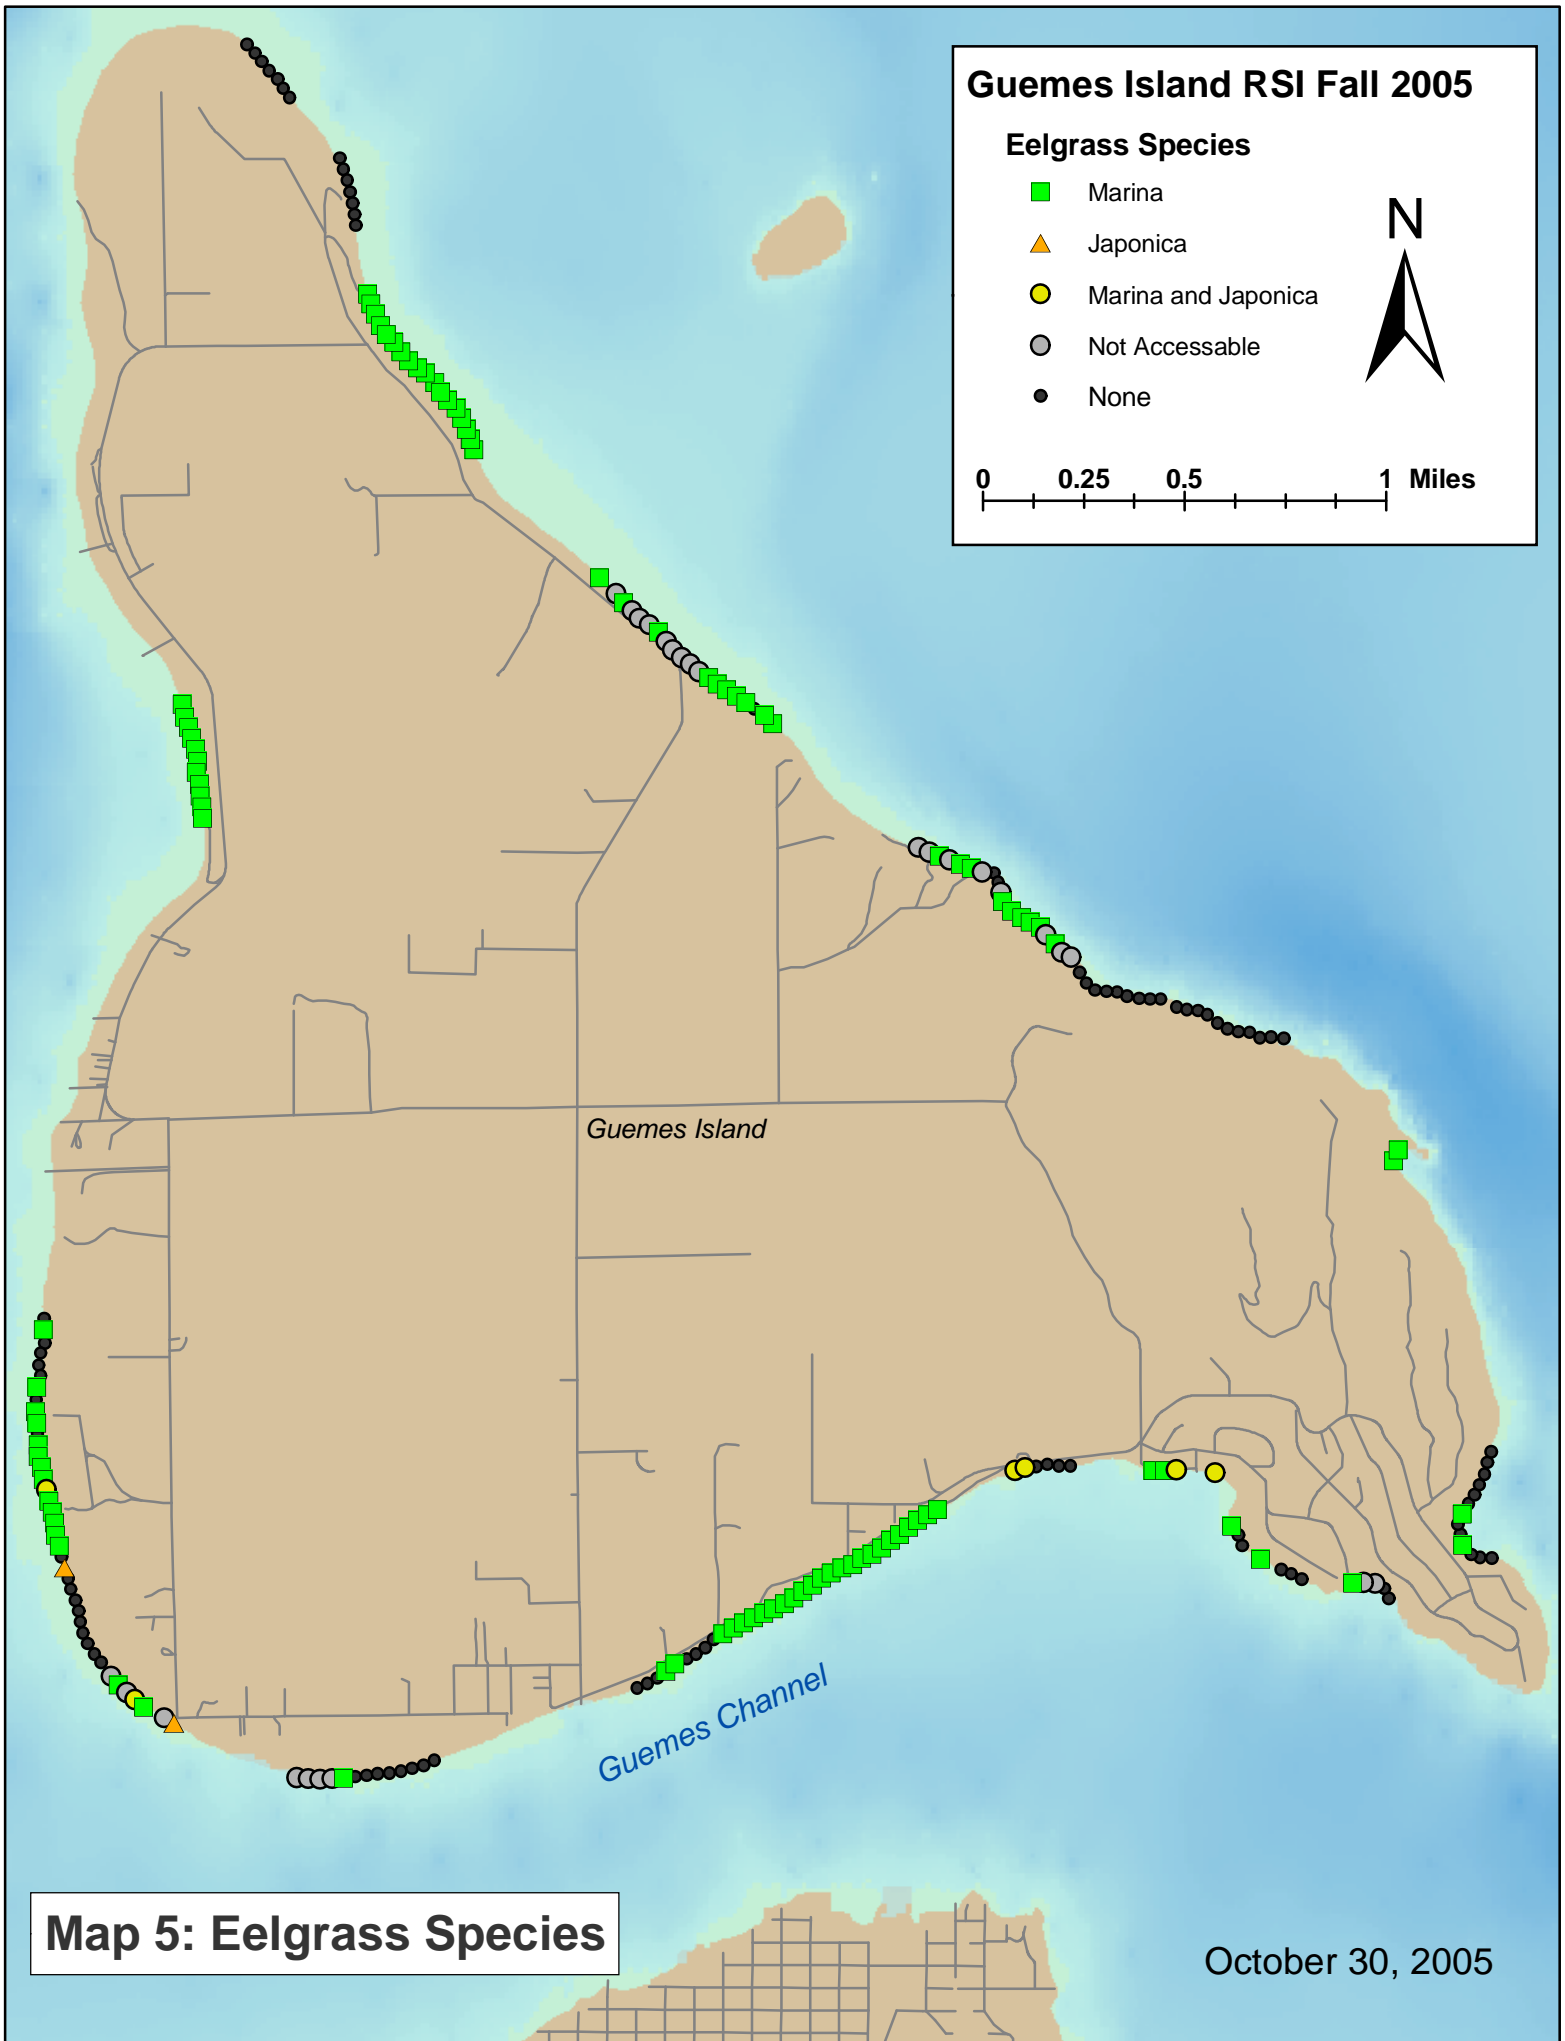 Guemes Island RSI Fall 2005
Eelgrass Species
Marina
Japonica
Marina and Japonica
Not Accessable
None
N
0 0.25 0.5 1 Miles
Guemes Island
Guemes Channel
Map 5: Eelgrass Species
October 30, 2005